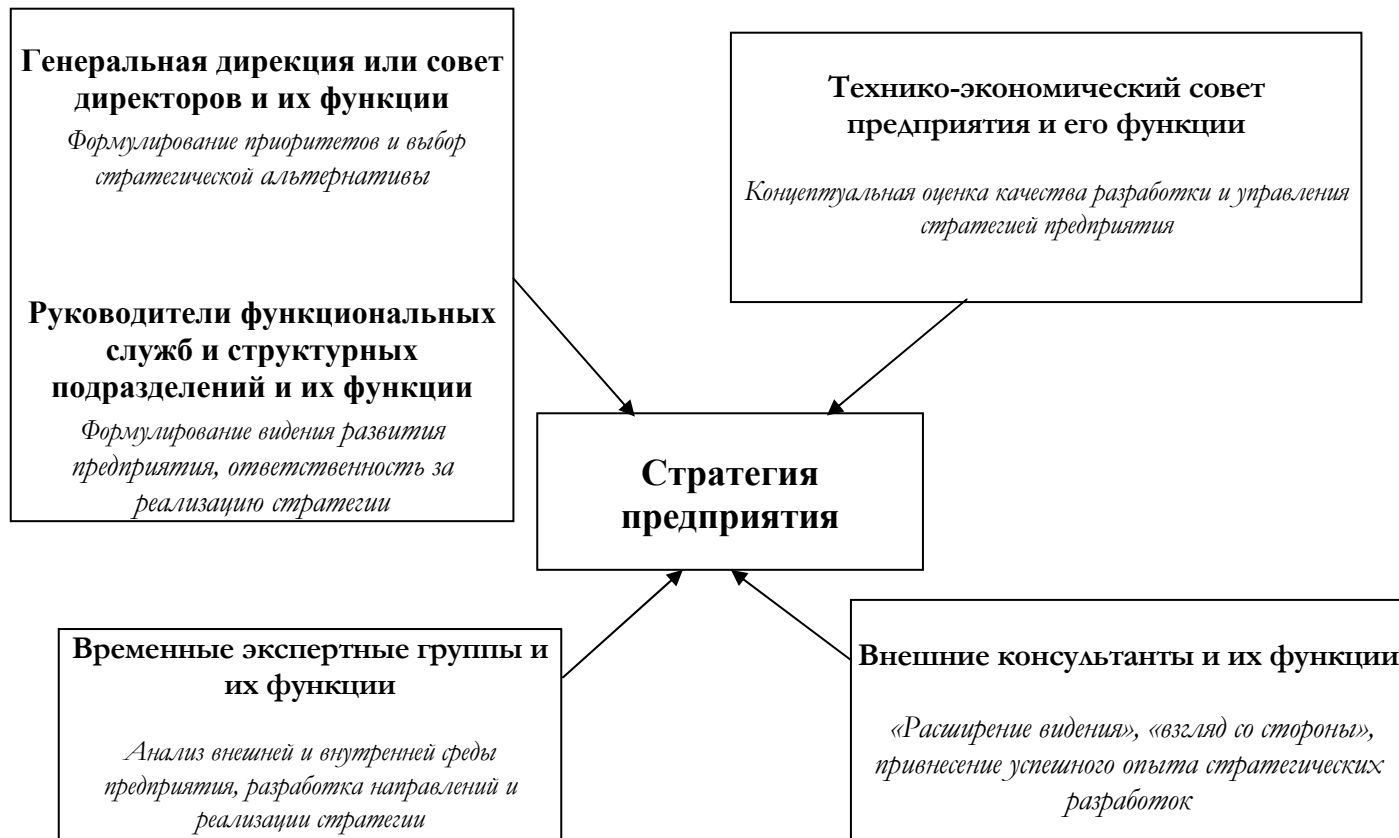 Генеральная дирекция или совет
директоров и их функции
Формулирование приоритетов и выбор
стратегической альтернативы
Руководители функциональных
служб и структурных
подразделений и их функции
Формулирование видения развития
предприятия, ответственность за
реализацию стратегии
Технико-экономический совет
предприятия и его функции
Концептуальная оценка качества разработки и управления
стратегией предприятия
Стратегия
предприятия
Временные экспертные группы и
их функции
Анализ внешней и внутренней среды
предприятия, разработка направлений и
реализации стратегии
Внешние консультанты и их функции
«Расширение видения», «взгляд со стороны»,
привнесение успешного опыта стратегических
разработок